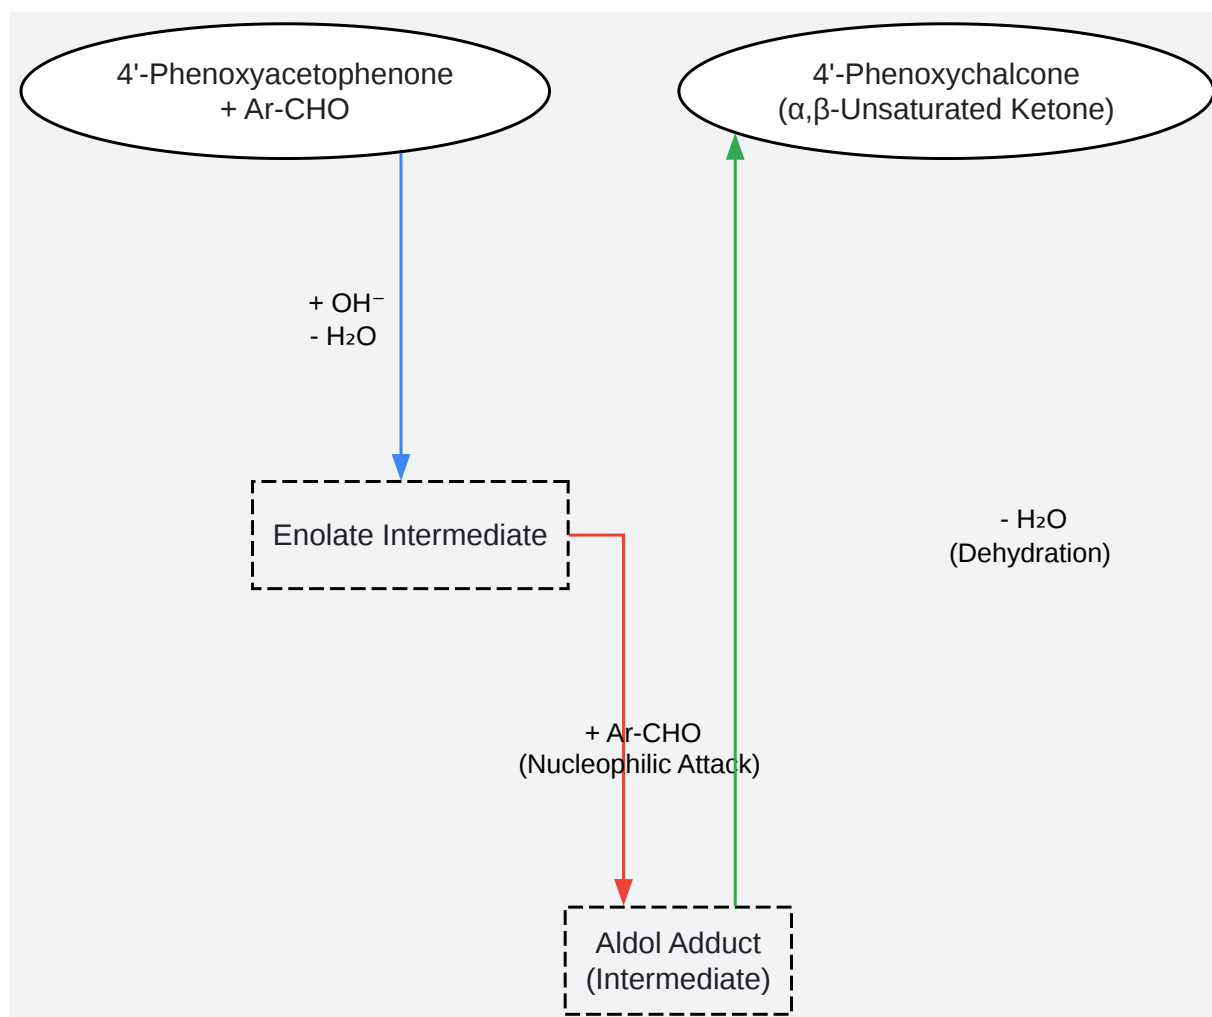 4'-Phenoxyacetophenone
+ Ar-CHO
4'-Phenoxychalcone
(α,β-Unsaturated Ketone)
+ OH⁻
- H₂O
Enolate Intermediate
- H₂O
(Dehydration)
+ Ar-CHO
(Nucleophilic Attack)
Aldol Adduct
(Intermediate)